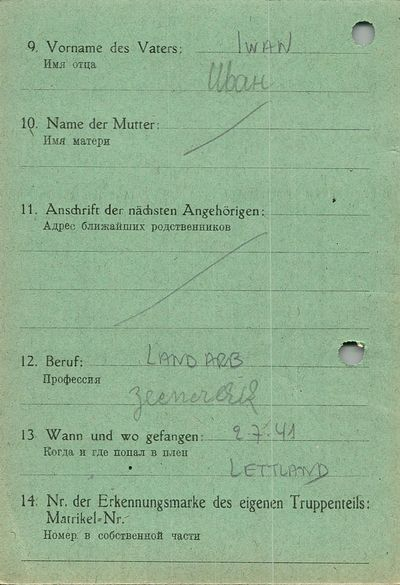 9. Vorname des Vaters: IWAN
Имя отца
Иван
10. Name der Mutter:
Имя матери
11. Anschrift der nächsten Angehörigen:
Адрес ближайших родственников
12. Beruf: LANDARB
Профессия
13 Wann und wo gefangen: 2 7. 41
Когда и где попал в плен
LETTLAND
14. Nr. der Erkennungsmarke des eigenen Truppenteils:
Matrikel-Nr.
Номер в собственной части